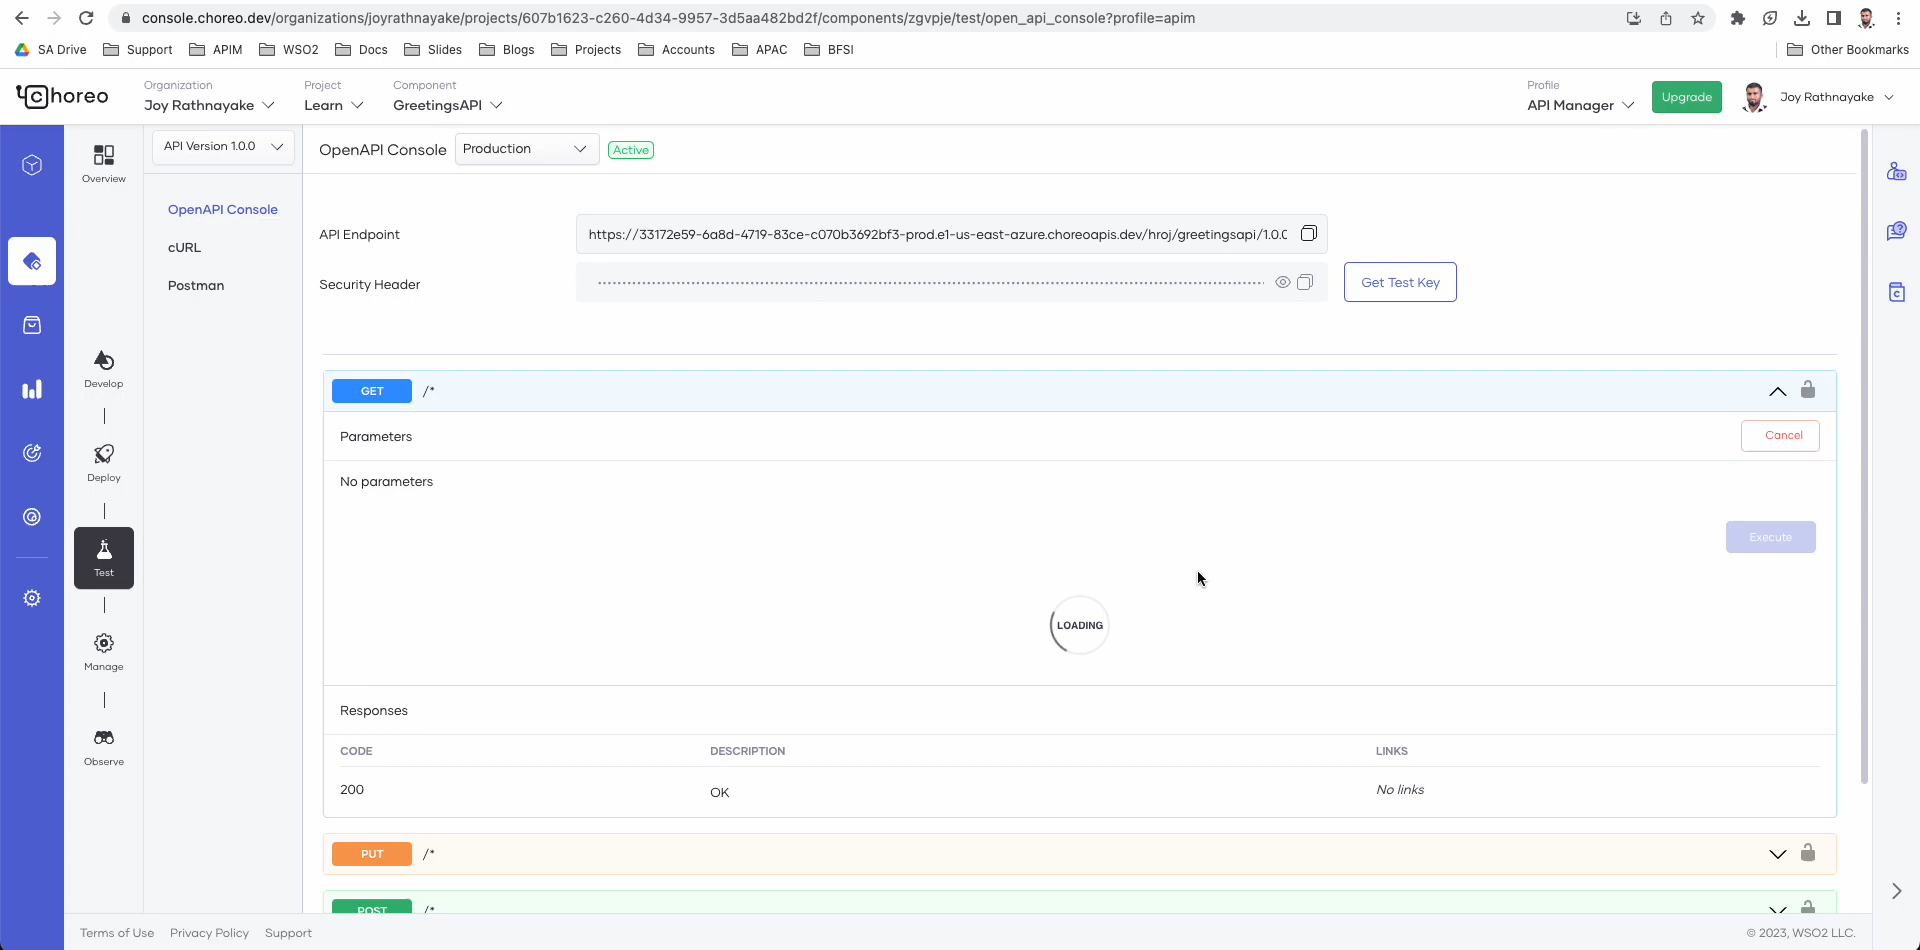 console.choreo.dev/organizations/joyrathnayake/projects/607b1623-c260-4d34-9957-3d5aa482bd2f/components/zgvpje/test/open_api_console?profile=apim
SA Drive Support APIM WSO2 Docs Slides Blogs Projects Accounts APAC BFSI Other Bookmarks
choreo
Organization Project Component Profile
Joy Rathnayake Learn GreetingsAPI API Manager Upgrade Joy Rathnayake
API Version 1.0.0 OpenAPI Console Production Active
Overview
OpenAPI Console
cURL
Postman
API Endpoint https://33172e59-6a8d-4719-83ce-c070b3692bf3-prod.e1-us-east-azure.choreoapis.dev/hroj/greetingsapi/1.0.0
Security Header Get Test Key
Develop
Deploy
Test
Manage
Observe
GET /*
Parameters Cancel
No parameters
Execute
LOADING
Responses
CODE DESCRIPTION LINKS
200 OK No links
PUT /*
POST /*
Terms of Use Privacy Policy Support © 2023, WSO2 LLC.